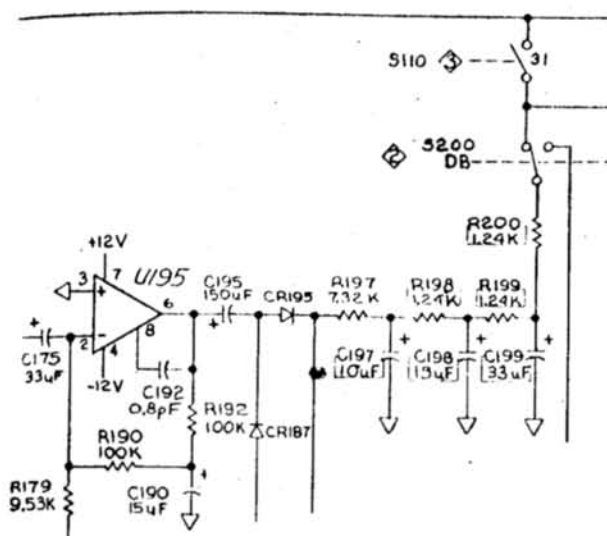 S110 3 31
2 S200
DB
R200
1.24K
+12V
U195
3 7
+
6
-
2 8
4
-12V
C195
150uF
CR195
R197
7.32K
R198
1.24K
R199
1.24K
+
C175
33uF
C192
0.8pF
R192
100K
CR187
+
C197
10uF
+
C198
15uF
+
C199
33uF
R190
100K
R179
9.53K
+
C190
15uF